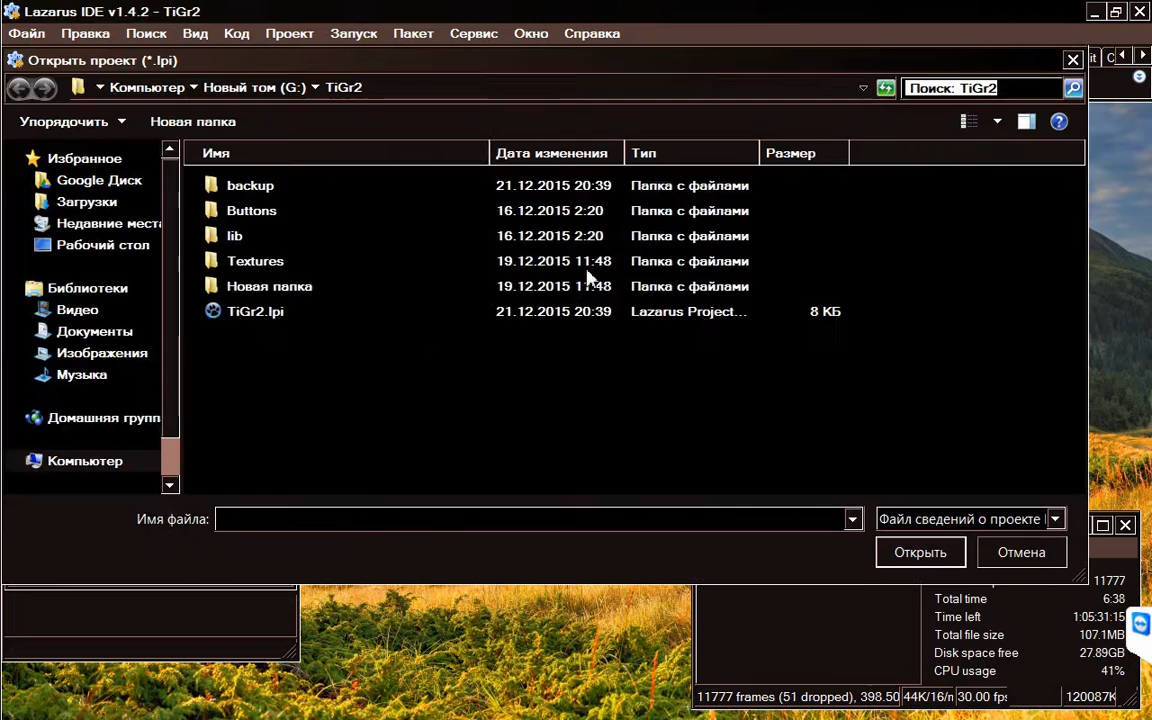 Lazarus IDE v1.4.2 - TiGr2
Файл Правка Поиск Вид Код Проект Запуск Пакет Сервис Окно Справка
Открыть проект (*.lpi)
Компьютер Новый том (G:) TiGr2
Поиск: TiGr2
Упорядочить Новая папка
Имя Дата изменения Тип Размер
Избранное
Google Диск
Загрузки
Недавние места
Рабочий стол
Библиотеки
Видео
Документы
Изображения
Музыка
Домашняя групп
Компьютер
backup 21.12.2015 20:39 Папка с файлами
Buttons 16.12.2015 2:20 Папка с файлами
lib 16.12.2015 2:20 Папка с файлами
Textures 19.12.2015 11:48 Папка с файлами
Новая папка 19.12.2015 11:48 Папка с файлами
TiGr2.lpi 21.12.2015 20:39 Lazarus Project... 8 КБ
Имя файла:
Файл сведений о проекте
Открыть Отмена
11777
Total time 6:38
Time left 1:05:31:15
Total file size 107.1MB
Disk space free 27.89GB
CPU usage 41%
11777 frames (51 dropped), 398.50 44K/16/п 30.00 fps 120087K